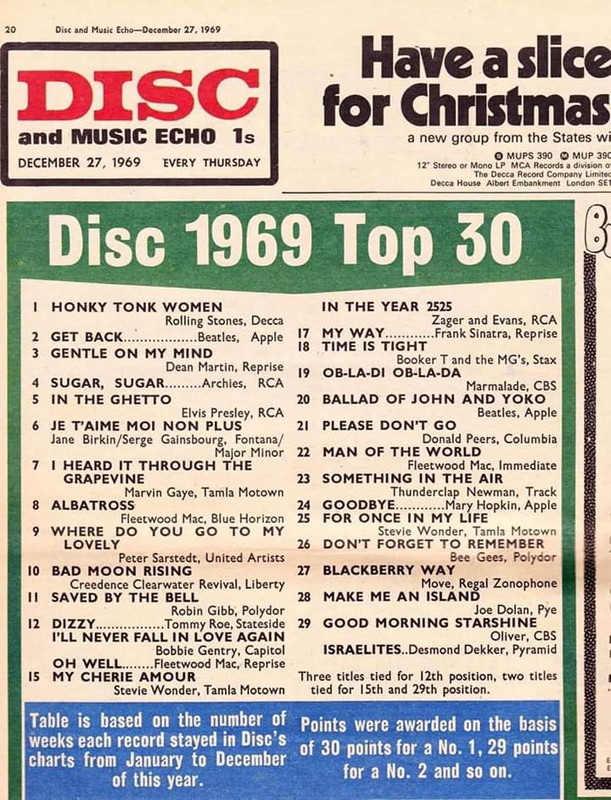 20 Disc and Music Echo—December 27, 1969
DISC
and MUSIC ECHO 1s
DECEMBER 27, 1969 EVERY THURSDAY
Have a slice
for Christmas
a new group from the States wi
S MUPS 390 M MUP 390
12" Stereo or Mono LP MCA Records a division o
The Decca Record Company Limited
Decca House Albert Embankment London SE1
Disc 1969 Top 30
1 HONKY TONK WOMEN
Rolling Stones, Decca
2 GET BACK.................Beatles, Apple
3 GENTLE ON MY MIND
Dean Martin, Reprise
4 SUGAR, SUGAR.........Archies, RCA
5 IN THE GHETTO
Elvis Presley, RCA
6 JE T'AIME MOI NON PLUS
Jane Birkin/Serge Gainsbourg, Fontana/
Major Minor
7 I HEARD IT THROUGH THE
GRAPEVINE
Marvin Gaye, Tamla Motown
8 ALBATROSS
Fleetwood Mac, Blue Horizon
9 WHERE DO YOU GO TO MY
LOVELY
Peter Sarstedt, United Artists
10 BAD MOON RISING
Creedence Clearwater Revival, Liberty
11 SAVED BY THE BELL
Robin Gibb, Polydor
12 DIZZY.................Tommy Roe, Stateside
I'LL NEVER FALL IN LOVE AGAIN
Bobbie Gentry, Capitol
OH WELL........Fleetwood Mac, Reprise
15 MY CHERIE AMOUR
Stevie Wonder, Tamla Motown
IN THE YEAR 2525
Zager and Evans, RCA
17 MY WAY............Frank Sinatra, Reprise
18 TIME IS TIGHT
Booker T and the MG's, Stax
19 OB-LA-DI OB-LA-DA
Marmalade, CBS
20 BALLAD OF JOHN AND YOKO
Beatles, Apple
21 PLEASE DON'T GO
Donald Peers, Columbia
22 MAN OF THE WORLD
Fleetwood Mac, Immediate
23 SOMETHING IN THE AIR
Thunderclap Newman, Track
24 GOODBYE............Mary Hopkin, Apple
25 FOR ONCE IN MY LIFE
Stevie Wonder, Tamla Motown
26 DON'T FORGET TO REMEMBER
Bee Gees, Polydor
27 BLACKBERRY WAY
Move, Regal Zonophone
28 MAKE ME AN ISLAND
Joe Dolan, Pye
29 GOOD MORNING STARSHINE
Oliver, CBS
ISRAELITES..Desmond Dekker, Pyramid
Three titles tied for 12th position, two titles
tied for 15th and 29th position.
Table is based on the number of
weeks each record stayed in Disc's
charts from January to December
of this year.
Points were awarded on the basis
of 30 points for a No. 1, 29 points
for a No. 2 and so on.